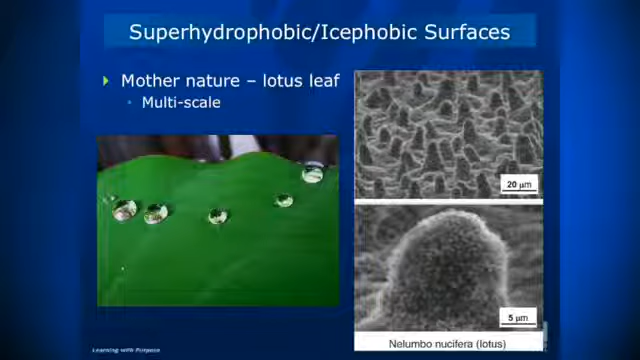 Superhydrophobic/Icephobic Surfaces
Mother nature – lotus leaf
Multi-scale
20 μm
5 μm
Nelumbo nucifera (lotus)
Learning with Purpose